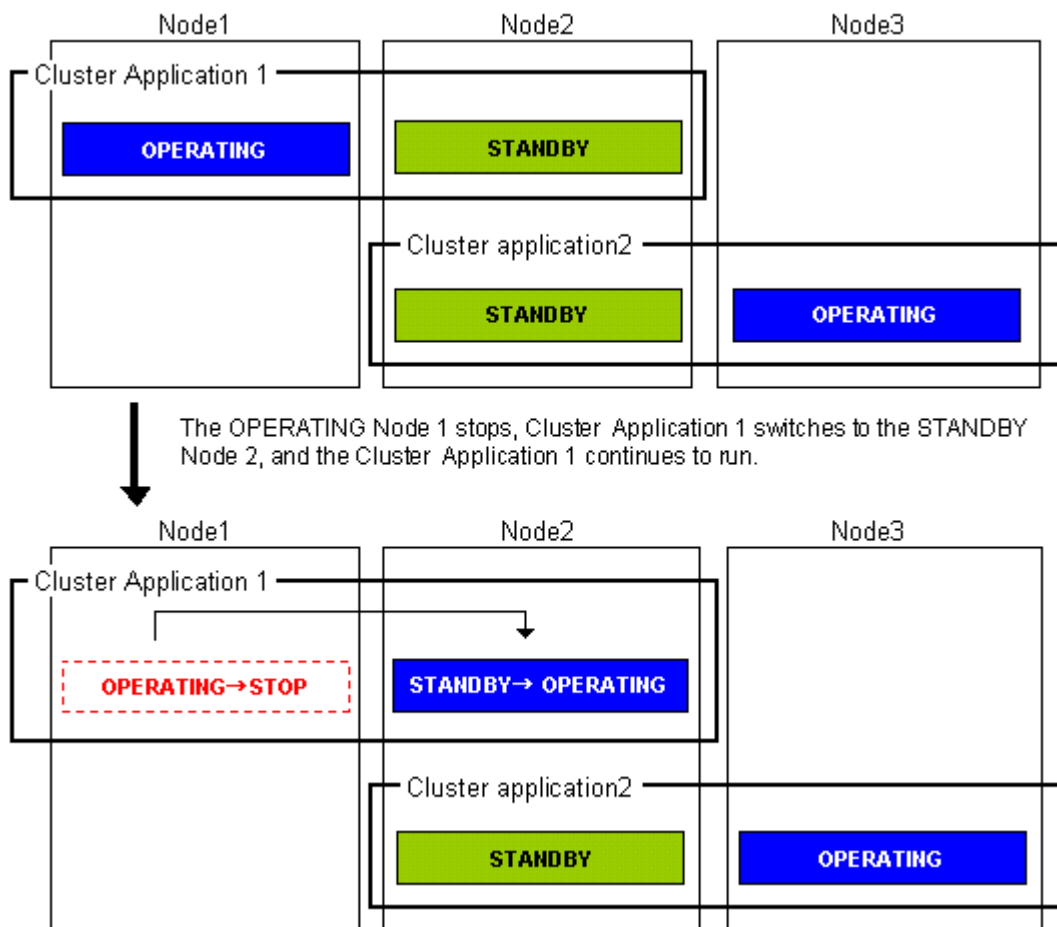 Node1 Node2 Node3
Cluster Application 1
OPERATING STANDBY
Cluster application2
STANDBY OPERATING
The OPERATING Node 1 stops, Cluster Application 1 switches to the STANDBY
Node 2, and the Cluster Application 1 continues to run.
Node1 Node2 Node3
Cluster Application 1
OPERATING→STOP STANDBY→ OPERATING
Cluster application2
STANDBY OPERATING